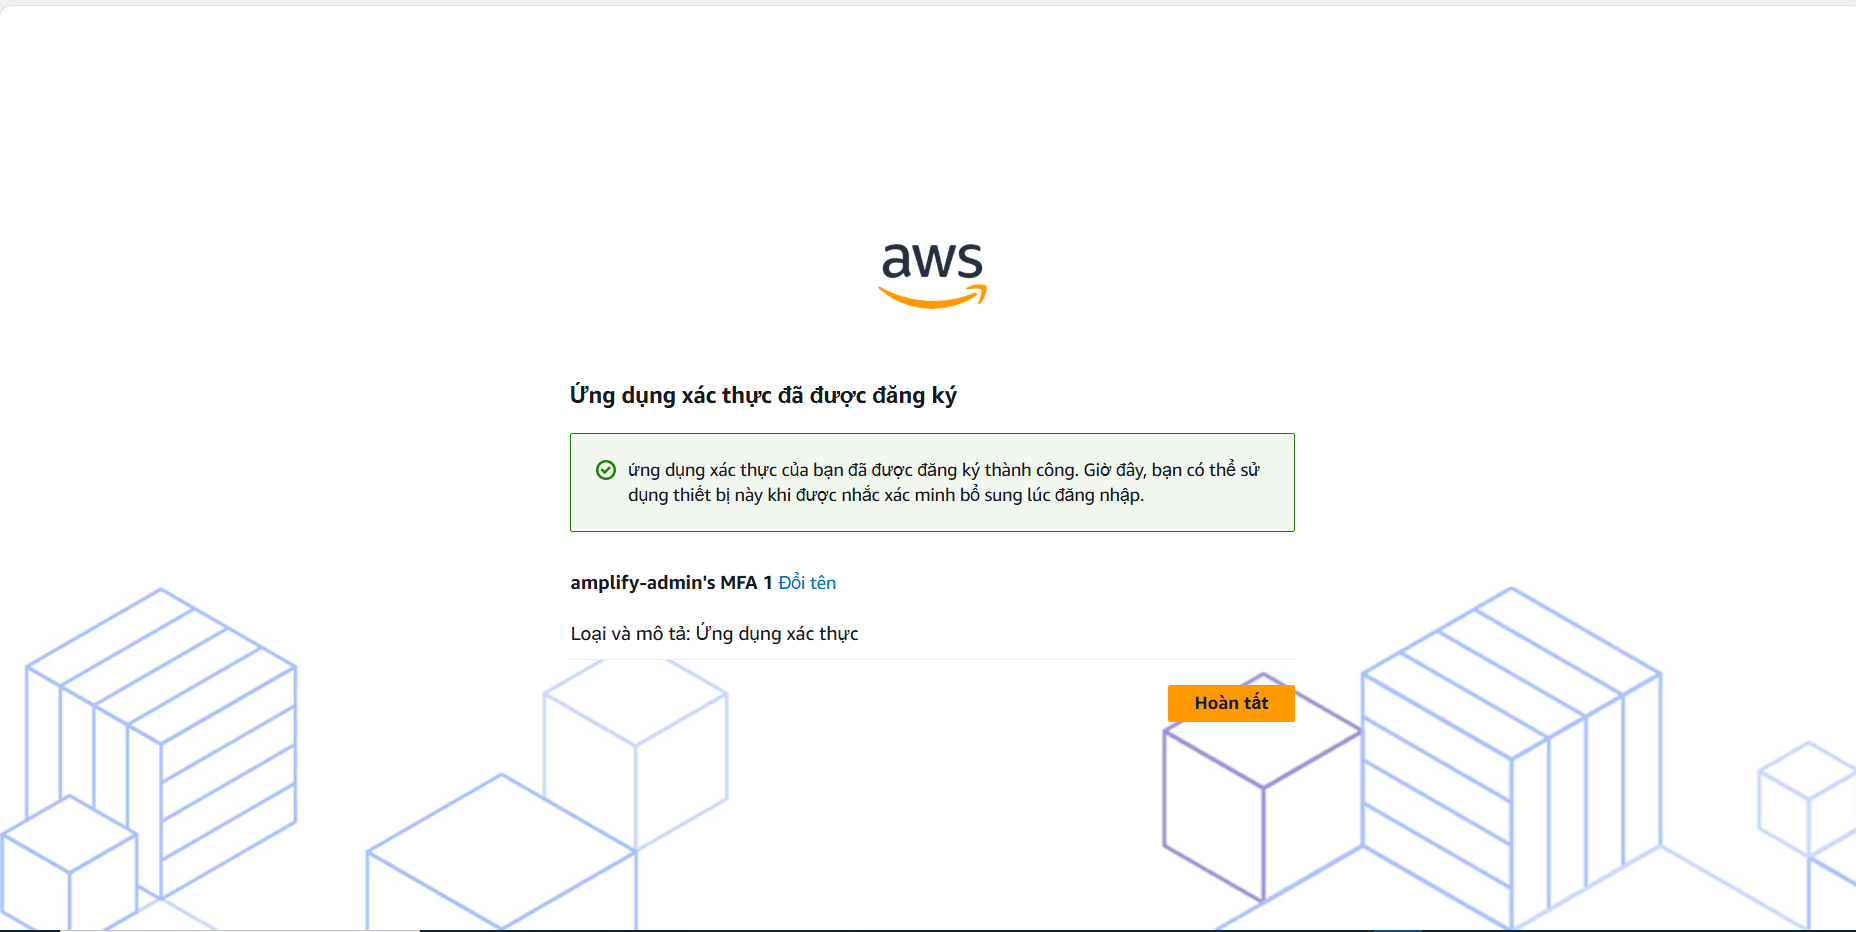 aws
Ứng dụng xác thực đã được đăng ký
ứng dụng xác thực của bạn đã được đăng ký thành công. Giờ đây, bạn có thể sử
dụng thiết bị này khi được nhắc xác minh bổ sung lúc đăng nhập.
amplify-admin's MFA 1 Đổi tên
Loại và mô tả: Ứng dụng xác thực
Hoàn tất